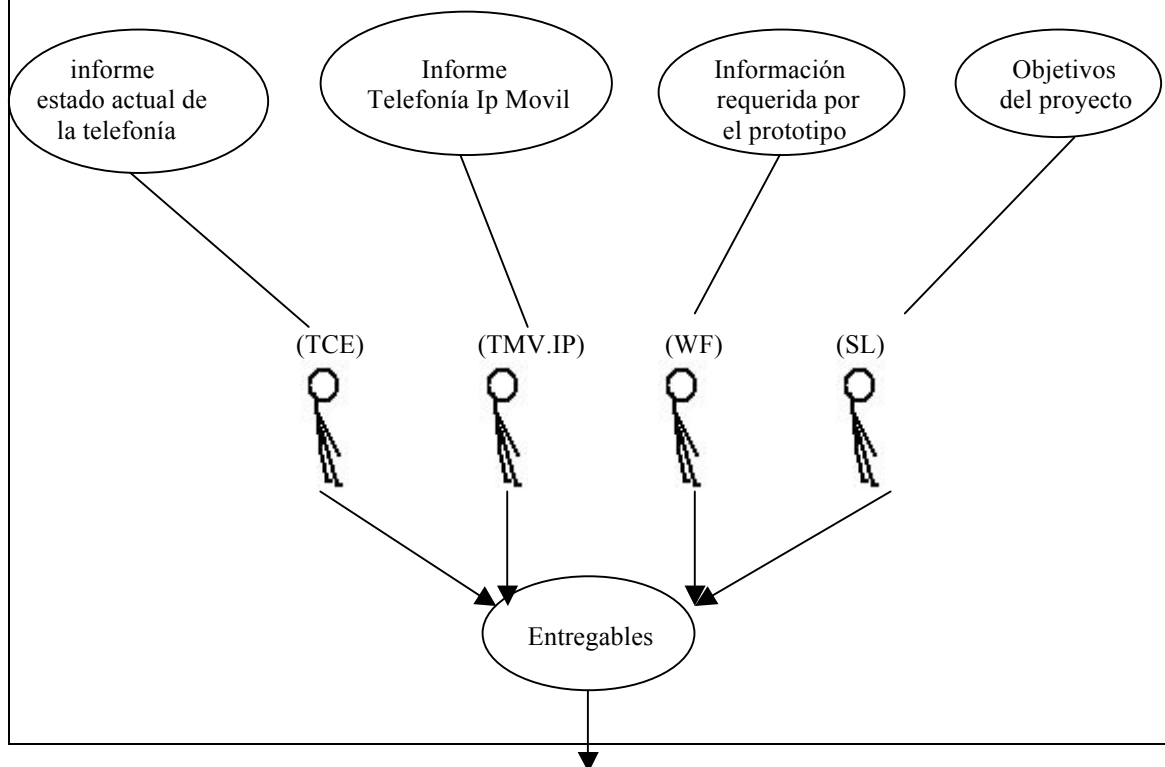 informe
estado actual de
la telefonía
Informe
Telefonía Ip Movil
Información
requerida por
el prototipo
Objetivos
del proyecto
(TCE)
(TMV.IP)
(WF)
(SL)
Entregables